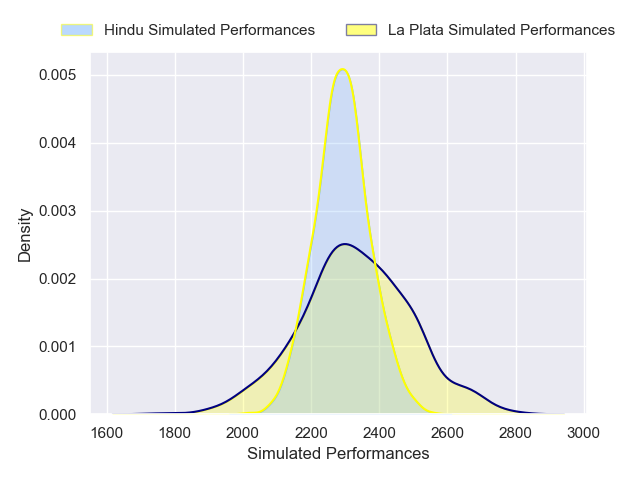 Hindu Simulated Performances La Plata Simulated Performances
0.005
0.004
0.003
0.002
0.001
0.000
Density
1600 1800 2000 2200 2400 2600 2800 3000
Simulated Performances